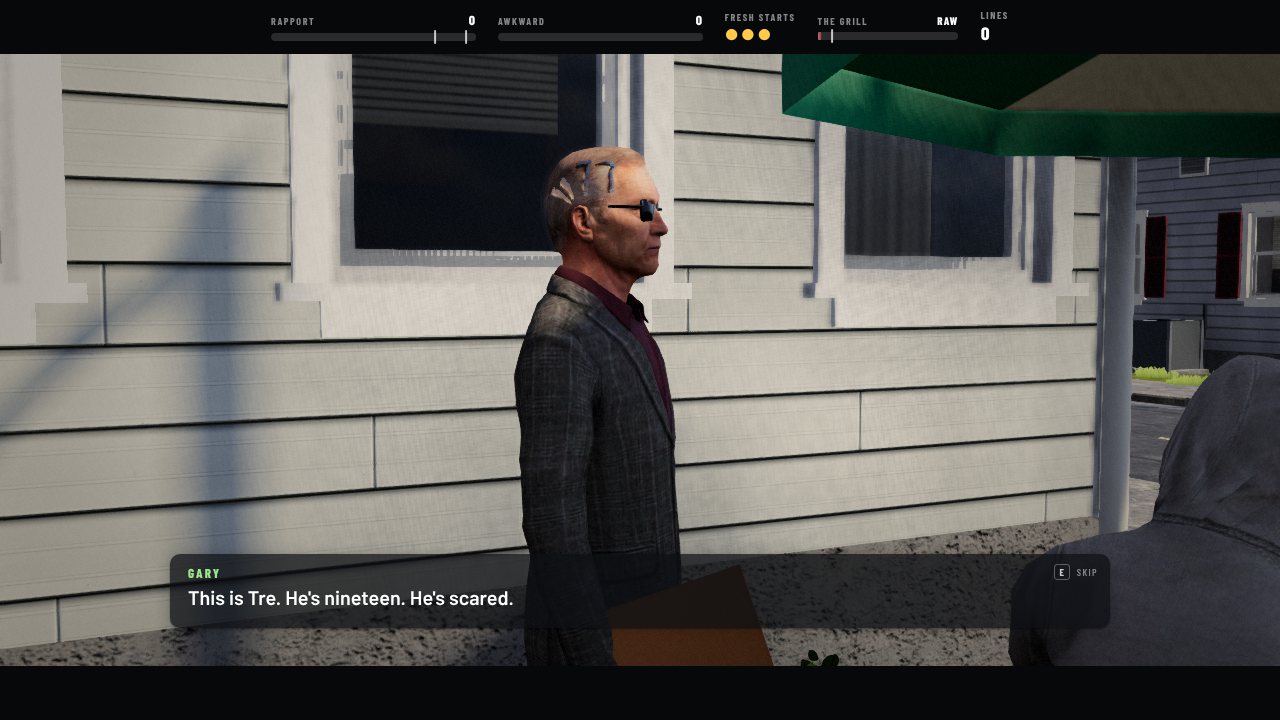 RAPPORT 0
AWKWARD 0
FRESH STARTS
THE GRILL RAW
LINES
0
GARY
E SKIP
This is Tre. He's nineteen. He's scared.